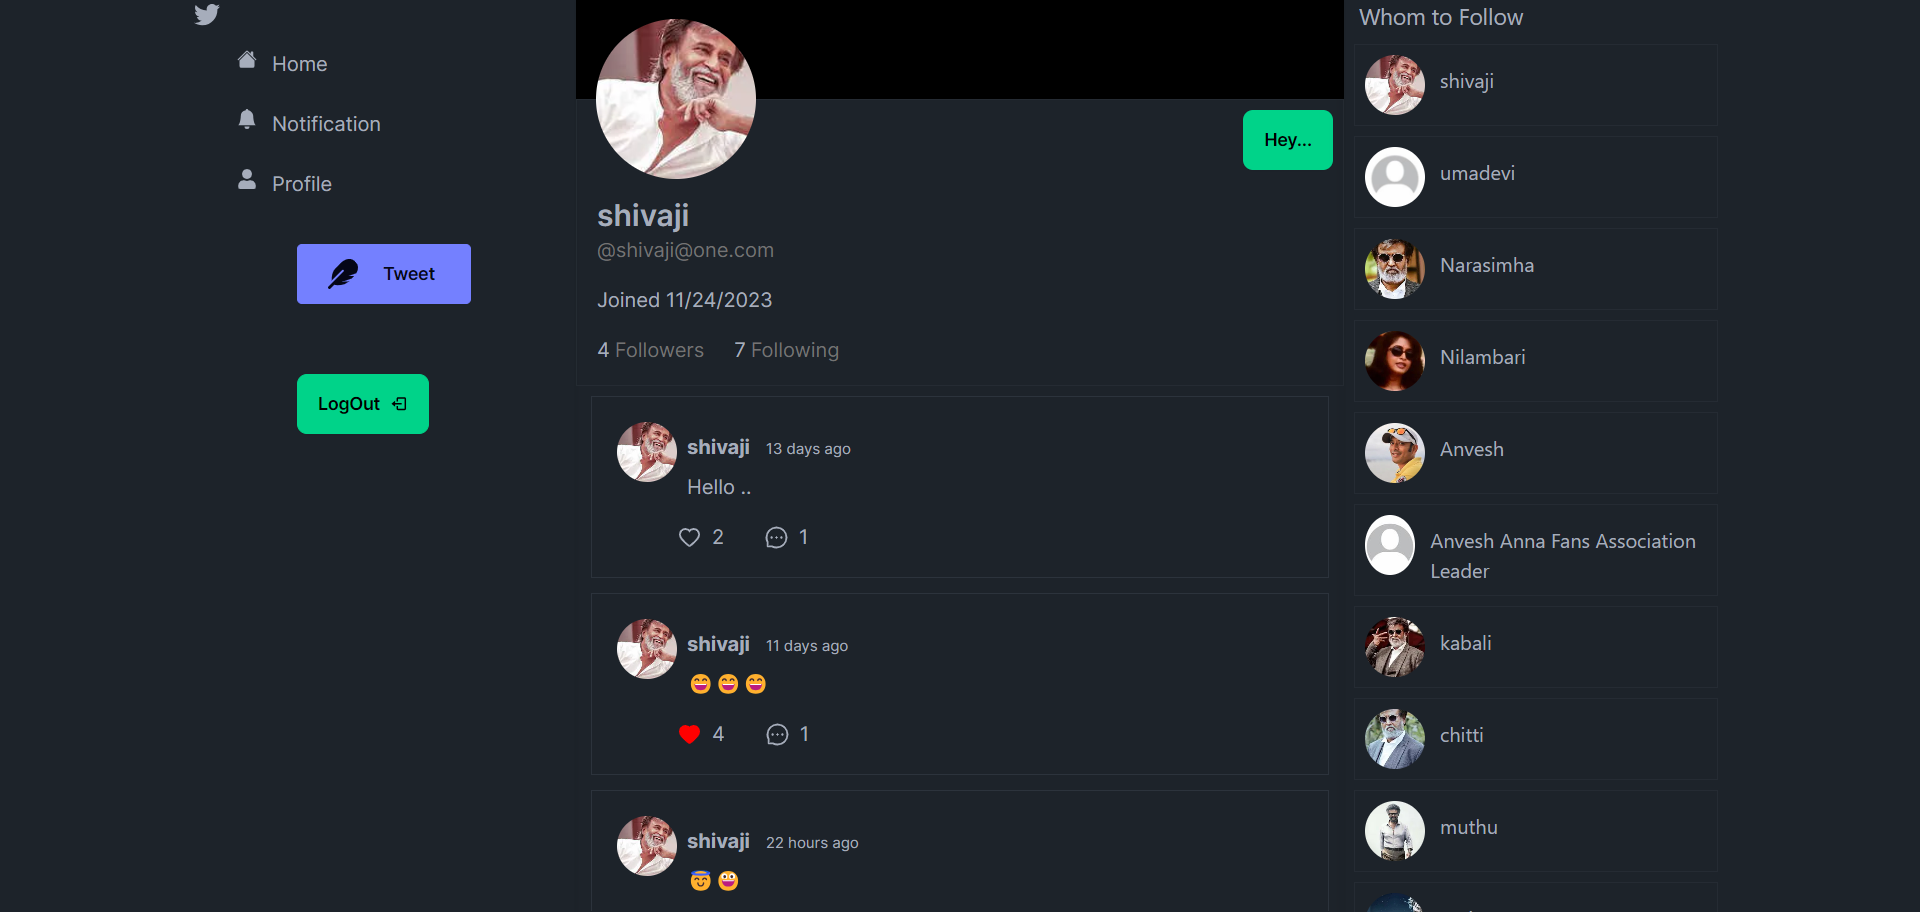 Home
Notification
Profile
Tweet
LogOut
Hey...
shivaji
@shivaji@one.com
Joined 11/24/2023
4 Followers 7 Following
shivaji 13 days ago
Hello ..
2 1
shivaji 11 days ago
😄 😄 😄
4 1
shivaji 22 hours ago
😇 🤪
Whom to Follow
shivaji
umadevi
Narasimha
Nilambari
Anvesh
Anvesh Anna Fans Association
Leader
kabali
chitti
muthu